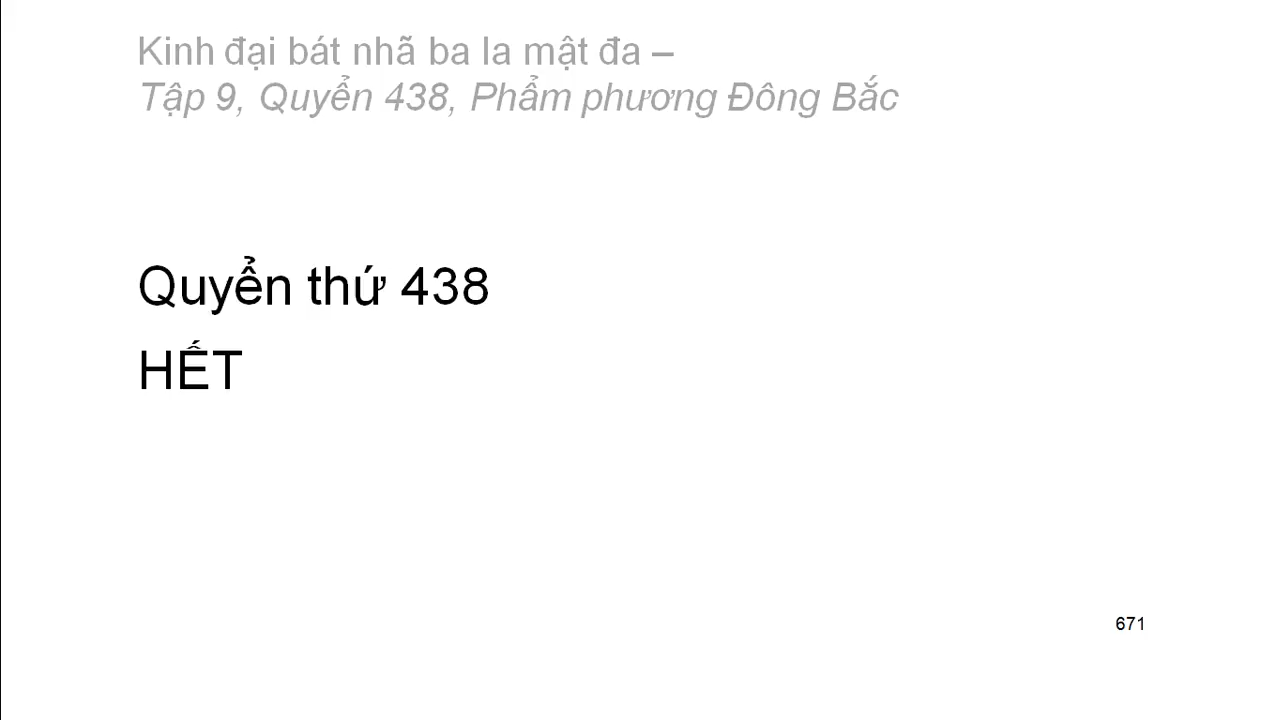 Kinh đại bát nhã ba la mật đa –
Tập 9, Quyển 438, Phẩm phương Đông Bắc
Quyển thứ 438
HẾT
671